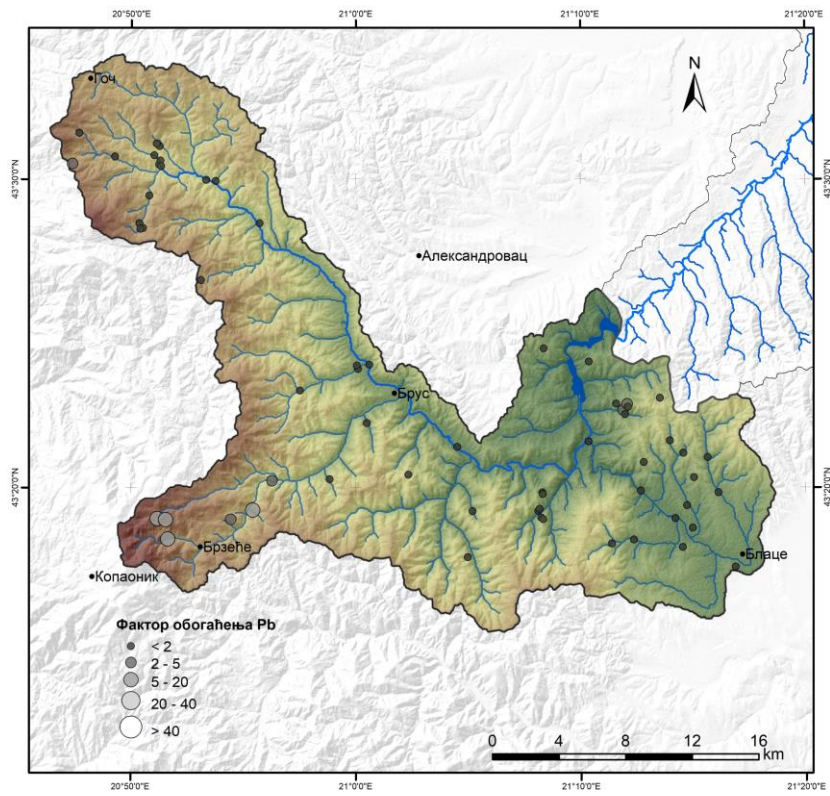 20°50'0"E 21°0'0"E 21°10'0"E 21°20'0"E
N
Гоч
43°30'0"N 43°30'0"N
Александровац
Брус
43°20'0"N 43°20'0"N
Брзеће
Блаце
Копаоник
Фактор обогаћења Pb
< 2
2 - 5
5 - 20
20 - 40
> 40
0 4 8 12 16
km
20°50'0"E 21°0'0"E 21°10'0"E 21°20'0"E